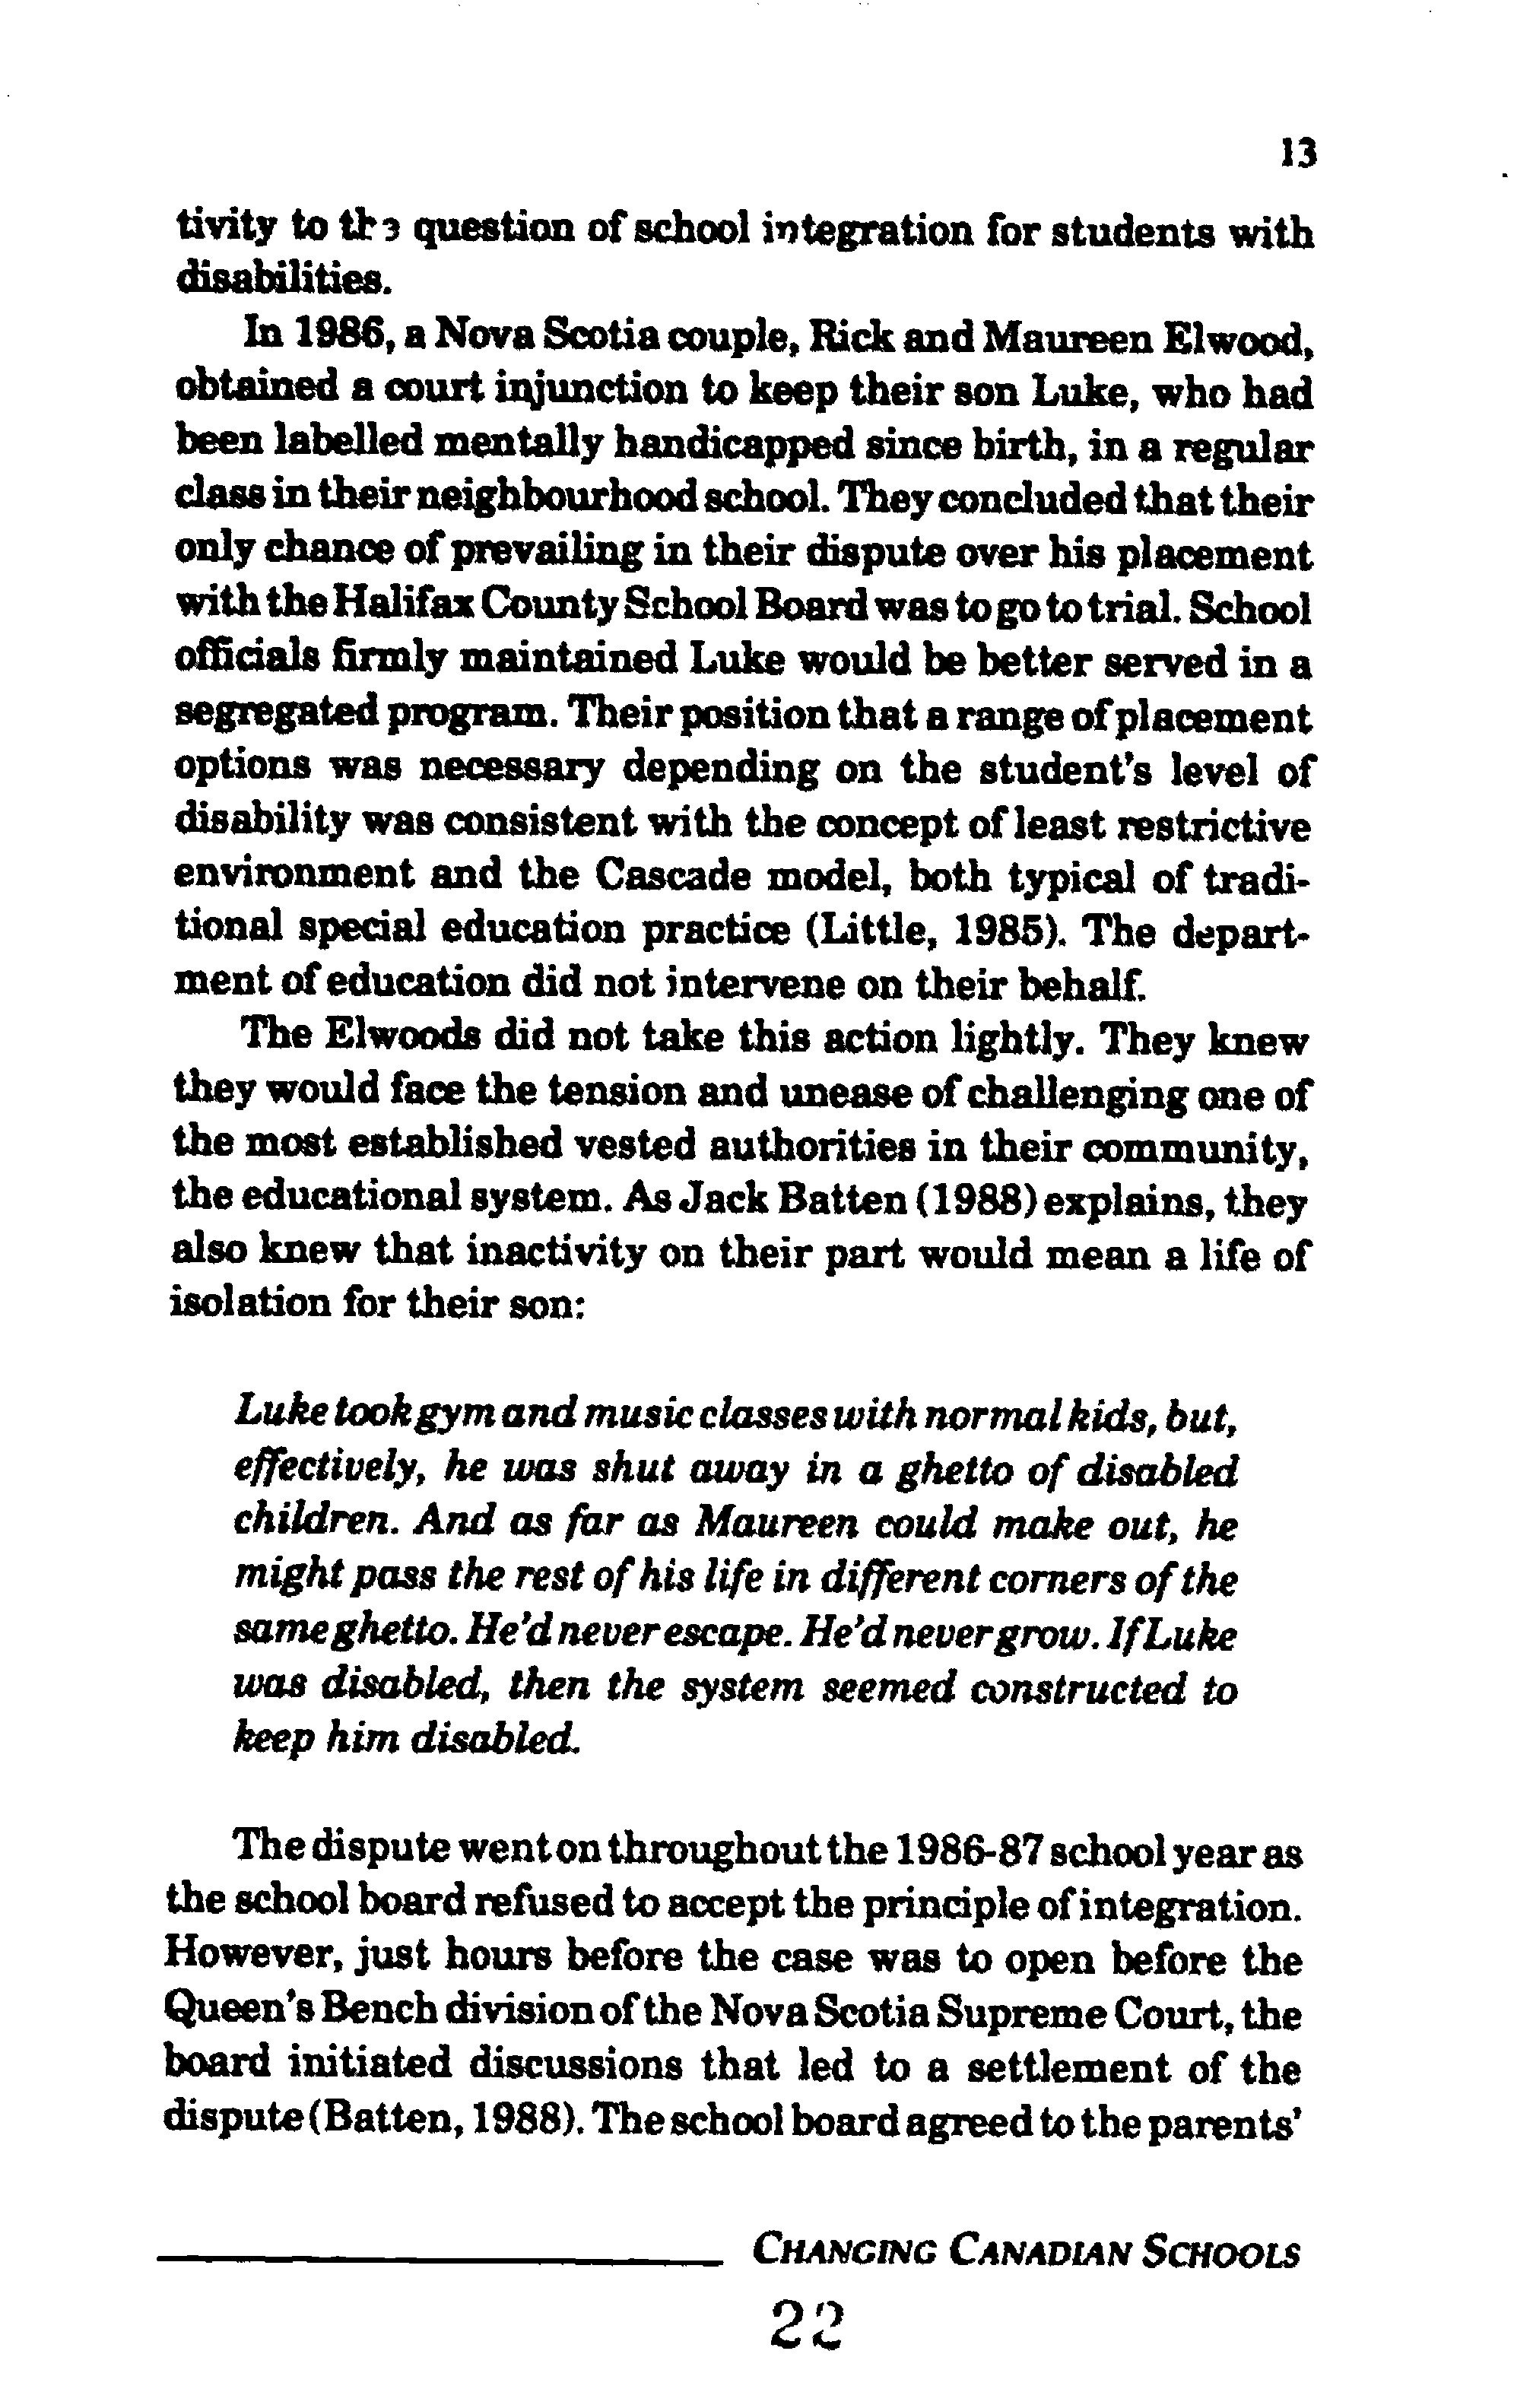 13
tivity to the question of school integration for students with
disabilities.
In 1986, a Nova Scotia couple, Rick and Maureen Elwood,
obtained a court injunction to keep their son Luke, who had
been labelled mentally handicapped since birth, in a regular
class in their neighbourhood school. They concluded that their
only chance of prevailing in their dispute over his placement
with the Halifax County School Board was to go to trial. School
officials firmly maintained Luke would be better served in a
segregated program. Their position that a range of placement
options was necessary depending on the student's level of
disability was consistent with the concept of least restrictive
environment and the Cascade model, both typical of tradi-
tional special education practice (Little, 1985). The depart-
ment of education did not intervene on their behalf.
The Elwoods did not take this action lightly. They knew
they would face the tension and unease of challenging one of
the most established vested authorities in their community,
the educational system. As Jack Batten (1988) explains, they
also knew that inactivity on their part would mean a life of
isolation for their son:
Luke took gym and music classes with normal kids, but,
effectively, he was shut away in a ghetto of disabled
children. And as far as Maureen could make out, he
might pass the rest of his life in different corners of the
same ghetto. He'd never escape. He'd never grow. If Luke
was disabled, then the system seemed constructed to
keep him disabled.
The dispute went on throughout the 1986-87 school year as
the school board refused to accept the principle of integration.
However, just hours before the case was to open before the
Queen's Bench division of the Nova Scotia Supreme Court, the
board initiated discussions that led to a settlement of the
dispute (Batten, 1988). The school board agreed to the parents'
CHANGING CANADIAN SCHOOLS
22